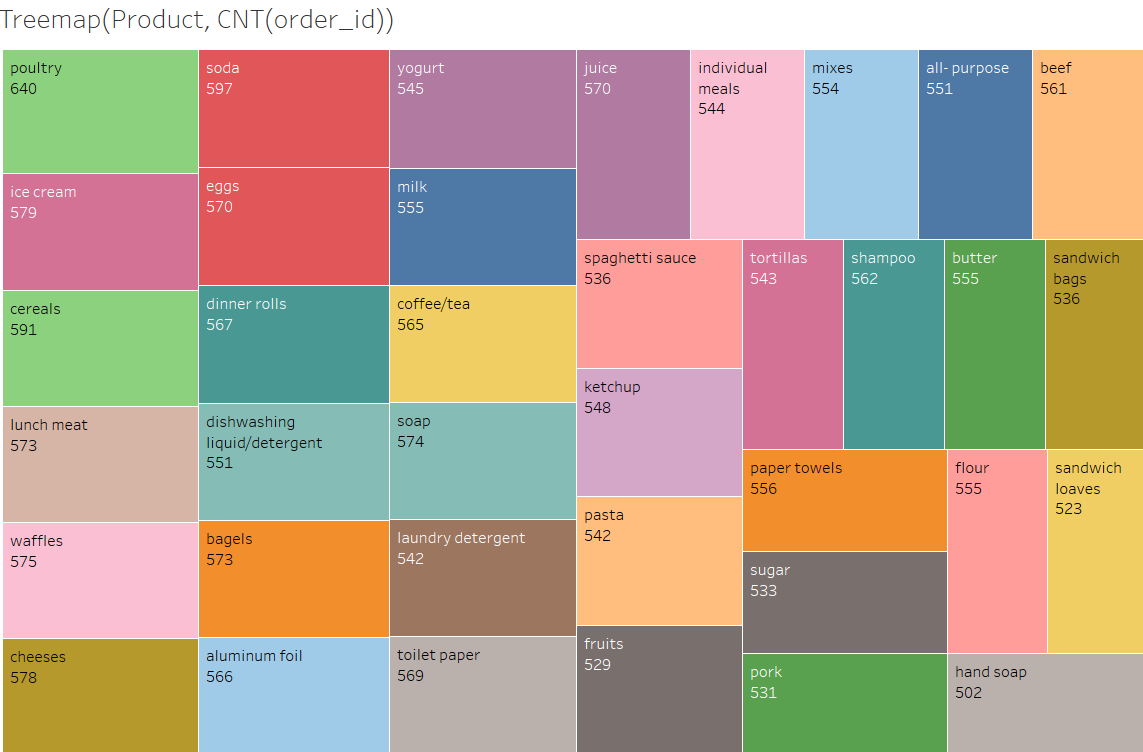 Treemap(Product, CNT(order_id))
poultry
640
soda
597
yogurt
545
juice
570
individual
meals
544
mixes
554
all- purpose
551
beef
561
ice cream
579
eggs
570
milk
555
spaghetti sauce
536
tortillas
543
shampoo
562
butter
555
sandwich
bags
536
cereals
591
dinner rolls
567
coffee/tea
565
ketchup
548
lunch meat
573
dishwashing
liquid/detergent
551
soap
574
paper towels
556
flour
555
sandwich
loaves
523
waffles
575
bagels
573
laundry detergent
542
pasta
542
sugar
533
cheeses
578
aluminum foil
566
toilet paper
569
fruits
529
pork
531
hand soap
502